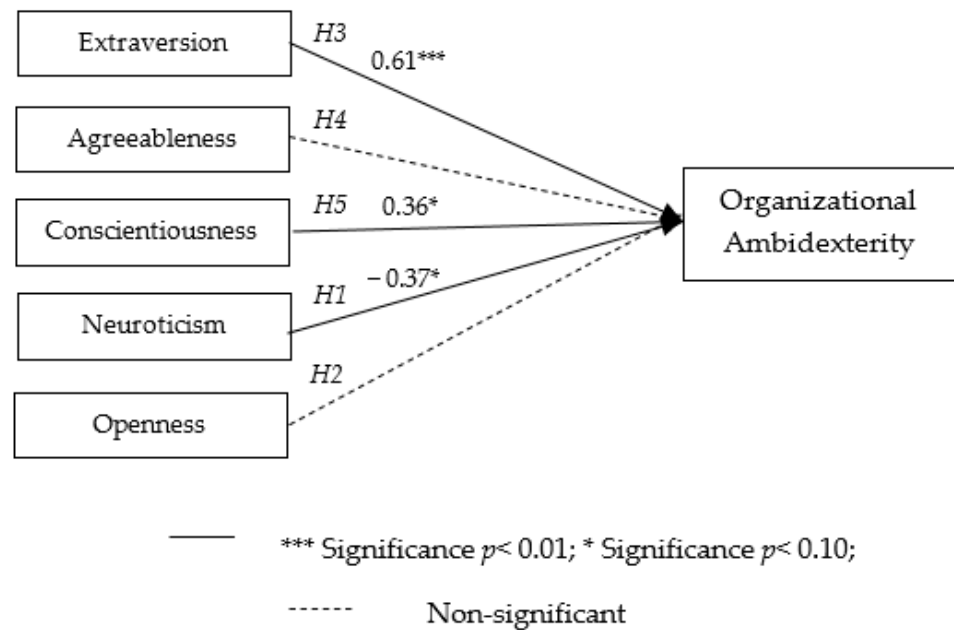 Extraversion
H3
0.61***
Agreeableness
H4
Conscientiousness
H5
0.36*
Neuroticism
H1
– 0.37*
Openness
H2
Organizational
Ambidexterity
*** Significance p< 0.01; * Significance p< 0.10;
Non-significant